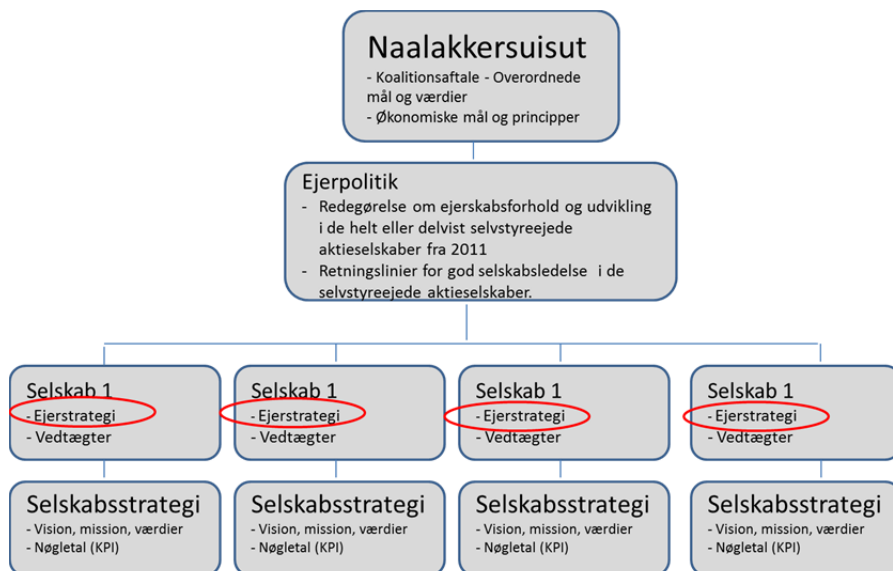 Naalakkersuisut
- Koalitionsaftale - Overordnede
mål og værdier
- Økonomiske mål og principper
Ejerpolitik
- Redegørelse om ejerskabsforhold og udvikling
i de helt eller delvist selvstyreejede
aktieselskaber fra 2011
- Retningslinier for god selskabsledelse i de
selvstyreejede aktieselskaber.
Selskab 1
- Ejerstrategi
- Vedtægter
Selskab 1
- Ejerstrategi
- Vedtægter
Selskab 1
- Ejerstrategi
- Vedtægter
Selskab 1
- Ejerstrategi
- Vedtægter
Selskabsstrategi
- Vision, mission, værdier
- Nøgletal (KPI)
Selskabsstrategi
- Vision, mission, værdier
- Nøgletal (KPI)
Selskabsstrategi
- Vision, mission, værdier
- Nøgletal (KPI)
Selskabsstrategi
- Vision, mission, værdier
- Nøgletal (KPI)